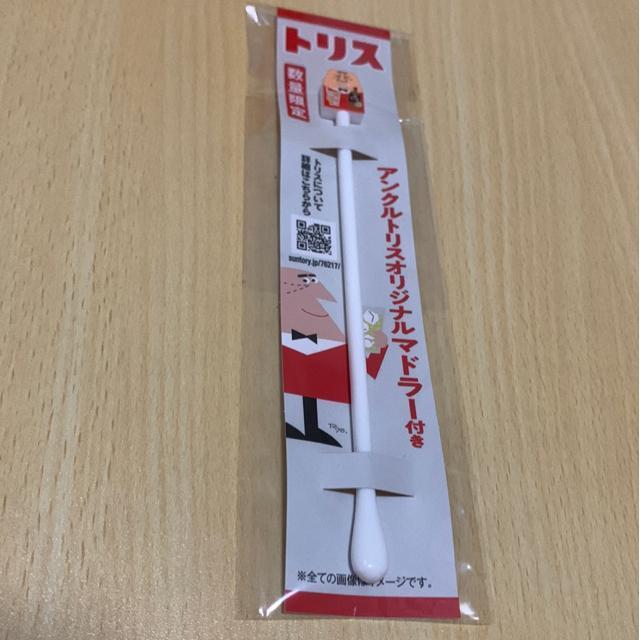 トリス
数量限定
アンクルトリスオリジナルマドラー付き
トリスについて
詳細はこちらから
suntory.jp/76217/
※全ての画像はイメージです。